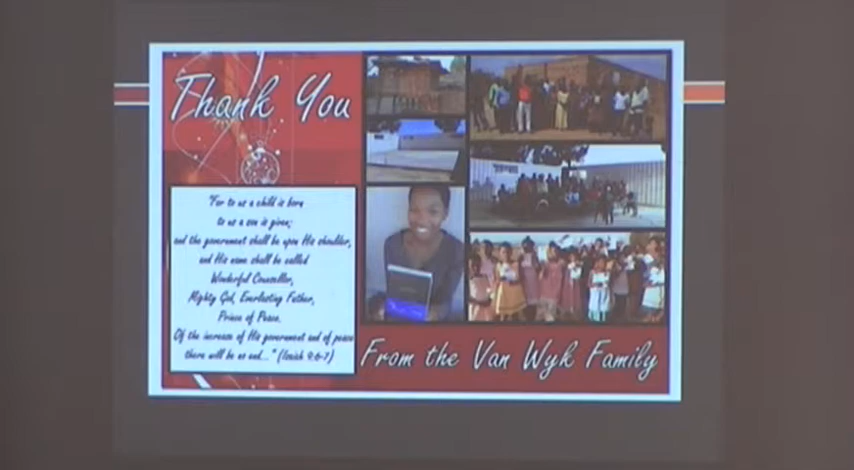 Thank You
"For to us a child is born
to us a son is given;
and the government shall be upon His shoulder,
and His name shall be called
Wonderful Counsellor,
Mighty God, Everlasting Father,
Prince of Peace.
Of the increase of His government and of peace
there will be no end..." (Isaiah 9:6-7)
From the Van Wyk Family